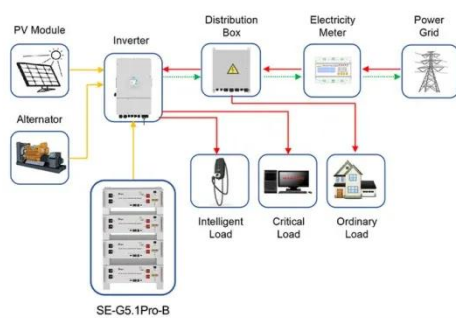 PV Module
Inverter
Distribution
Box
Electricity
Meter
Power
Grid
Alternator
Intelligent
Load
Critical
Load
Ordinary
Load
SE-G5.1Pro-B